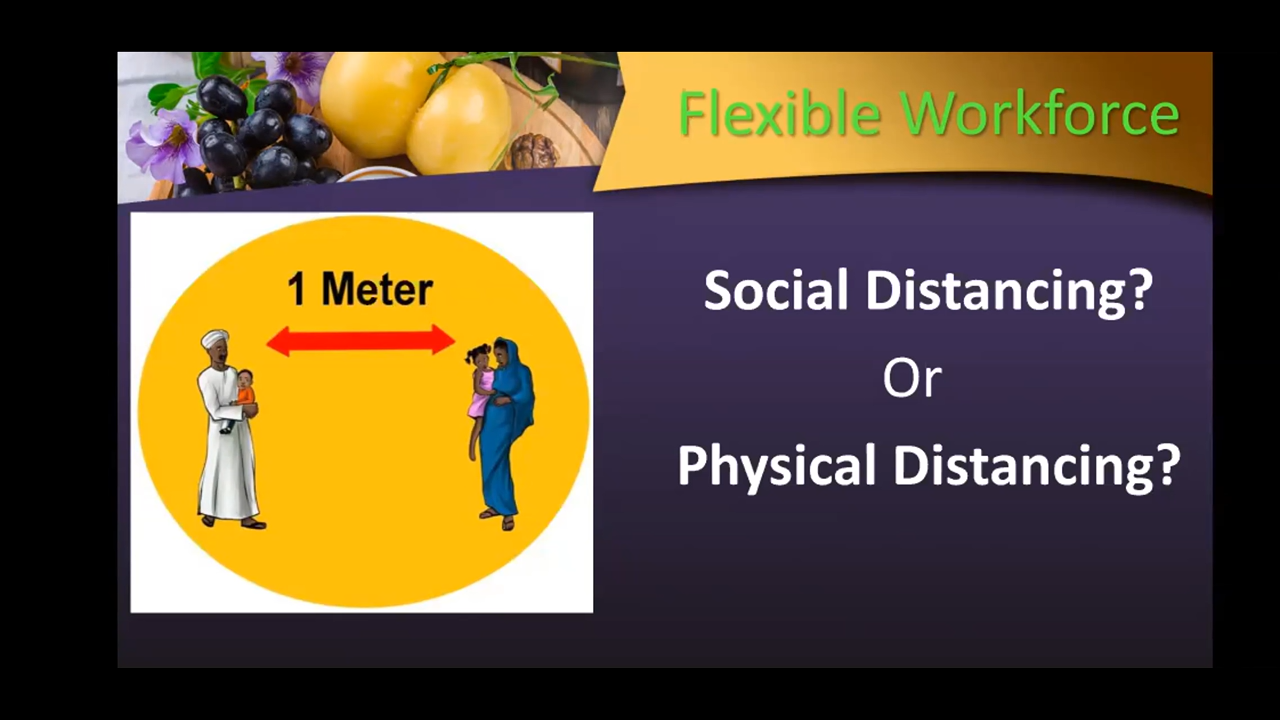 Flexible Workforce
1 Meter
Social Distancing?
Or
Physical Distancing?